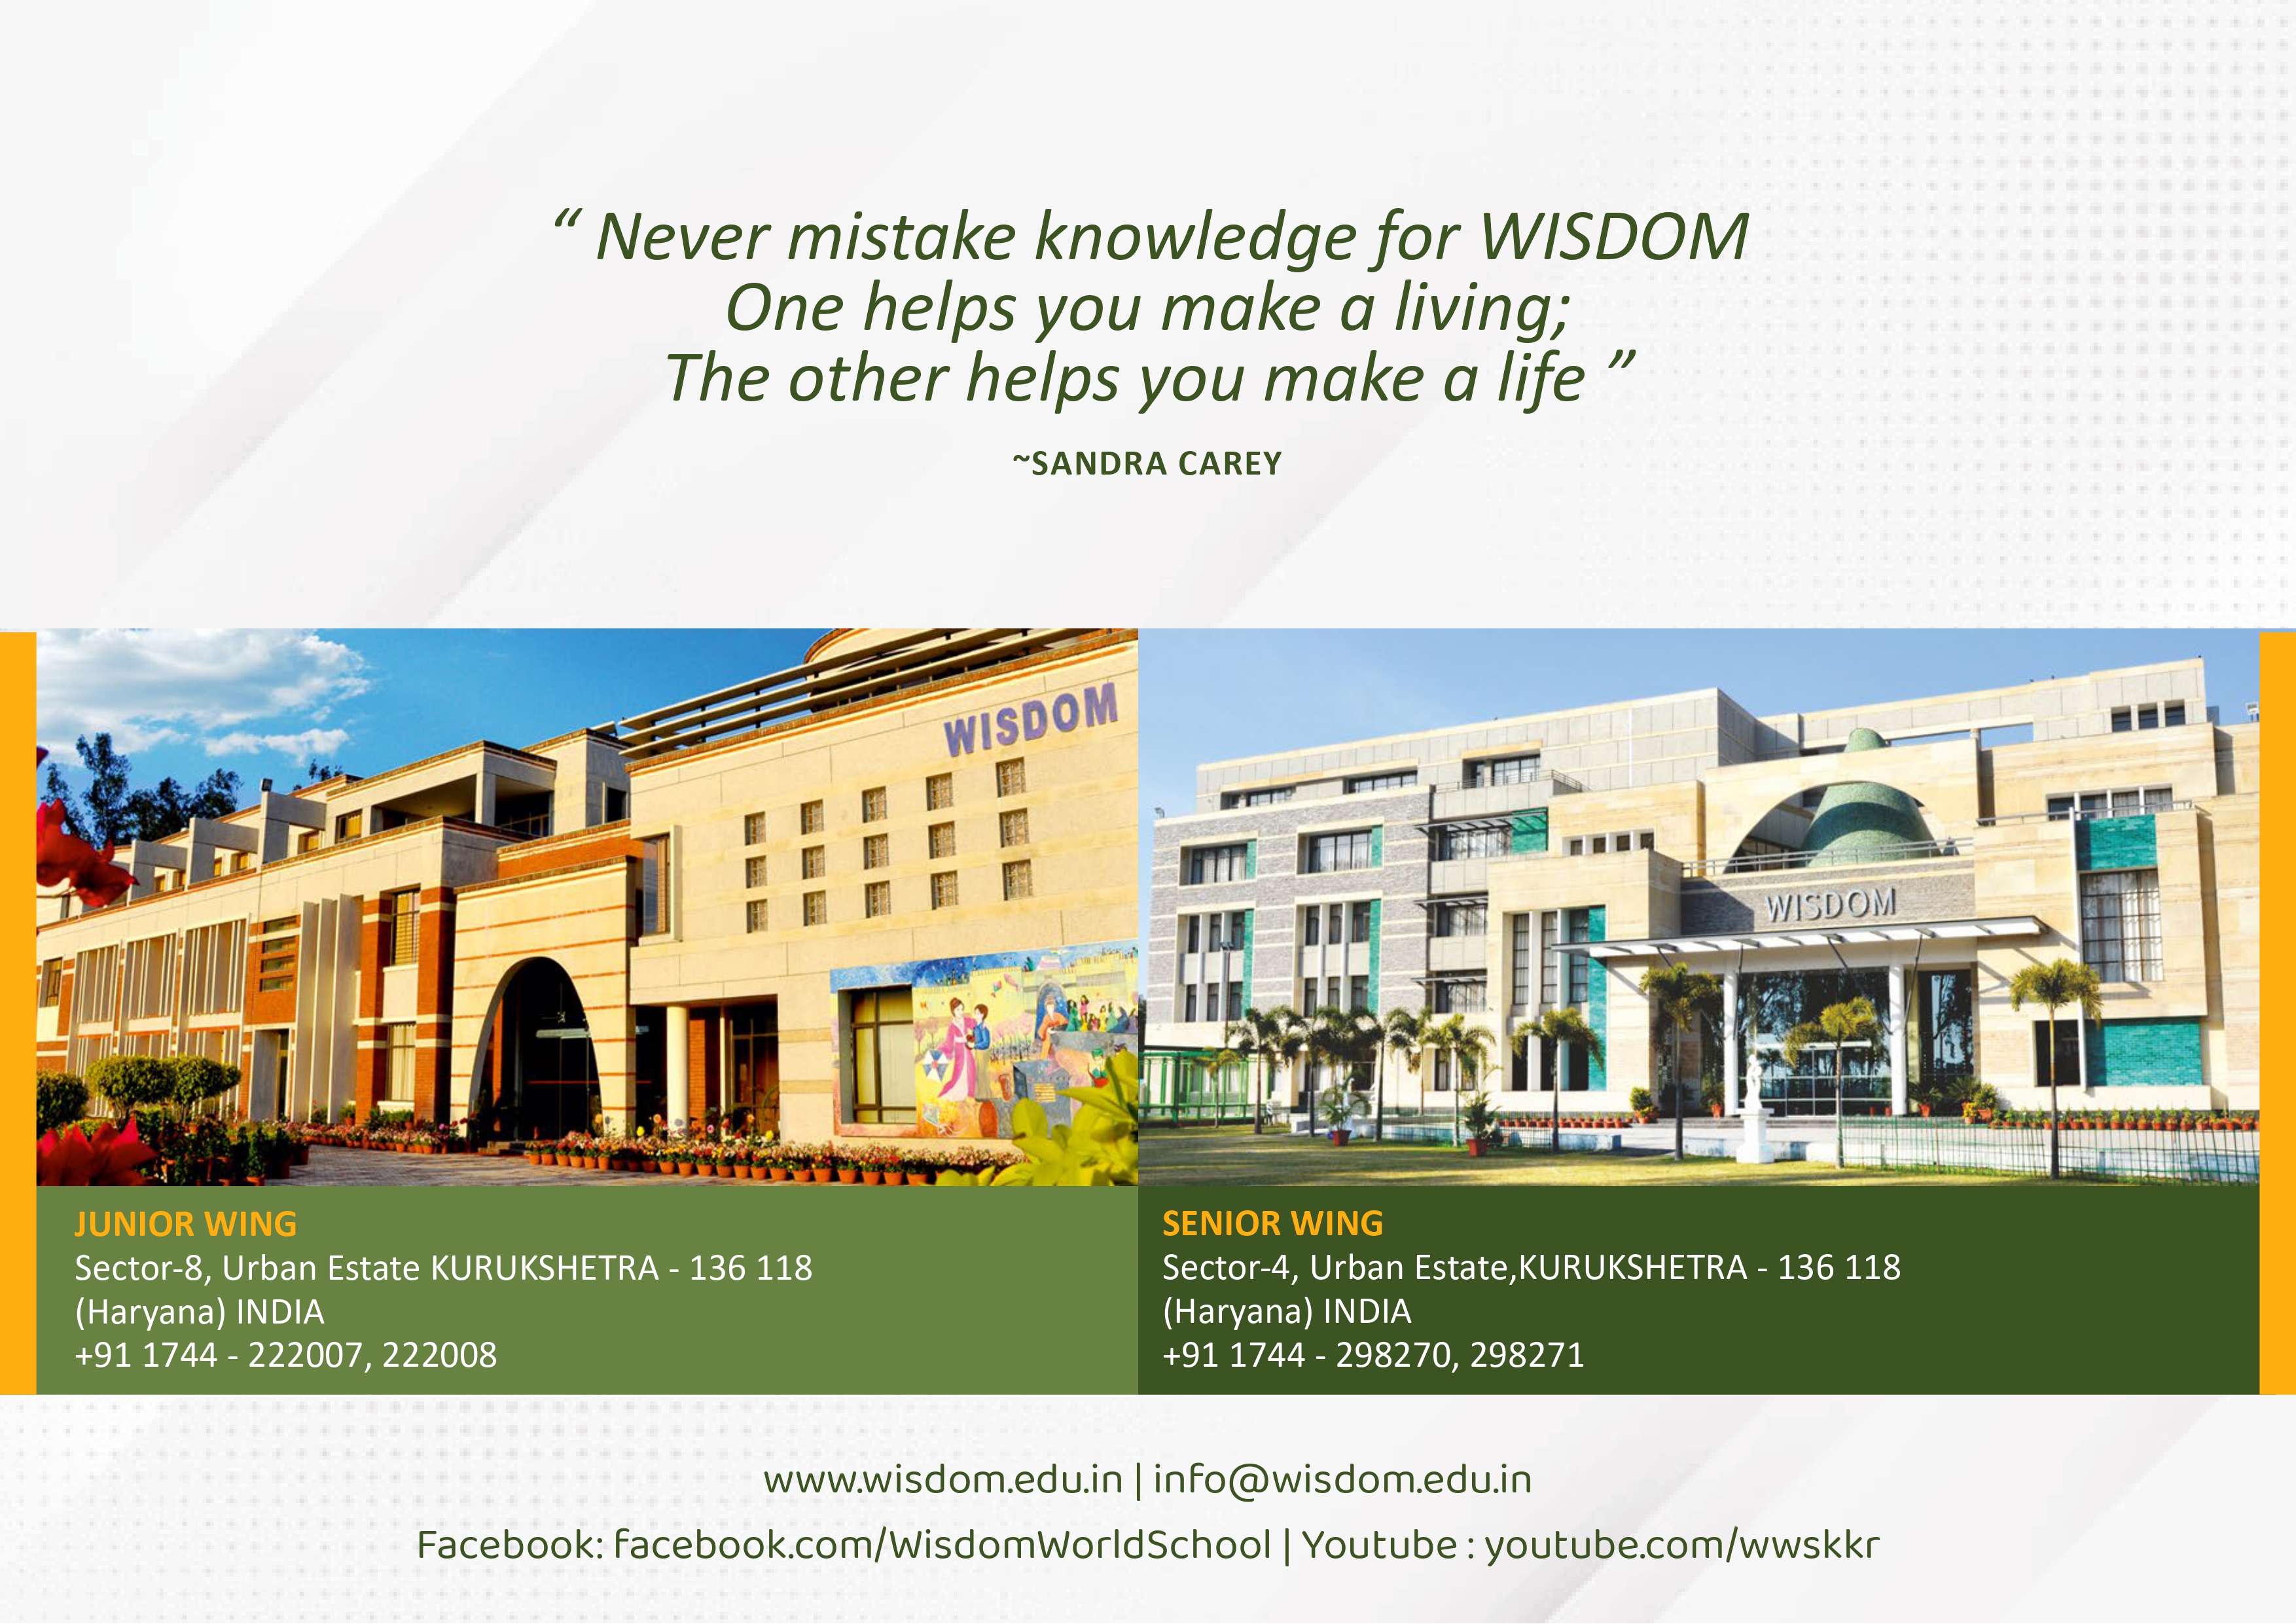 “ Never mistake knowledge for WISDOM
One helps you make a living;
The other helps you make a life ”
~SANDRA CAREY
WISDOM
WISDOM
JUNIOR WING
Sector-8, Urban Estate KURUKSHETRA - 136 118
(Haryana) INDIA
+91 1744 - 222007, 222008
SENIOR WING
Sector-4, Urban Estate,KURUKSHETRA - 136 118
(Haryana) INDIA
+91 1744 - 298270, 298271
www.wisdom.edu.in | info@wisdom.edu.in
Facebook: facebook.com/WisdomWorldSchool | Youtube : youtube.com/wwskkr